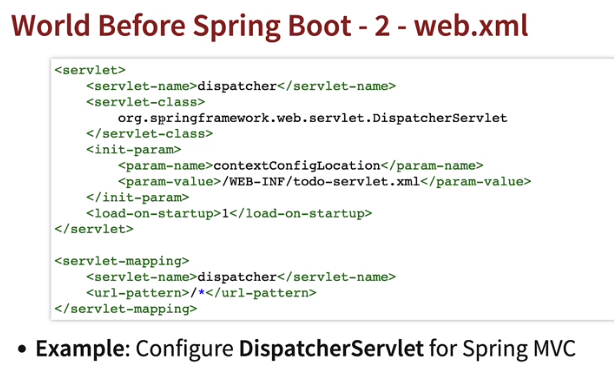 World Before Spring Boot - 2 - web.xml
<servlet>
    <servlet-name>dispatcher</servlet-name>
    <servlet-class>
        org.springframework.web.servlet.DispatcherServlet
    </servlet-class>
    <init-param>
        <param-name>contextConfigLocation</param-name>
        <param-value>/WEB-INF/todo-servlet.xml</param-value>
    </init-param>
    <load-on-startup>1</load-on-startup>
</servlet>

<servlet-mapping>
    <servlet-name>dispatcher</servlet-name>
    <url-pattern>/*</url-pattern>
</servlet-mapping>
• Example: Configure DispatcherServlet for Spring MVC